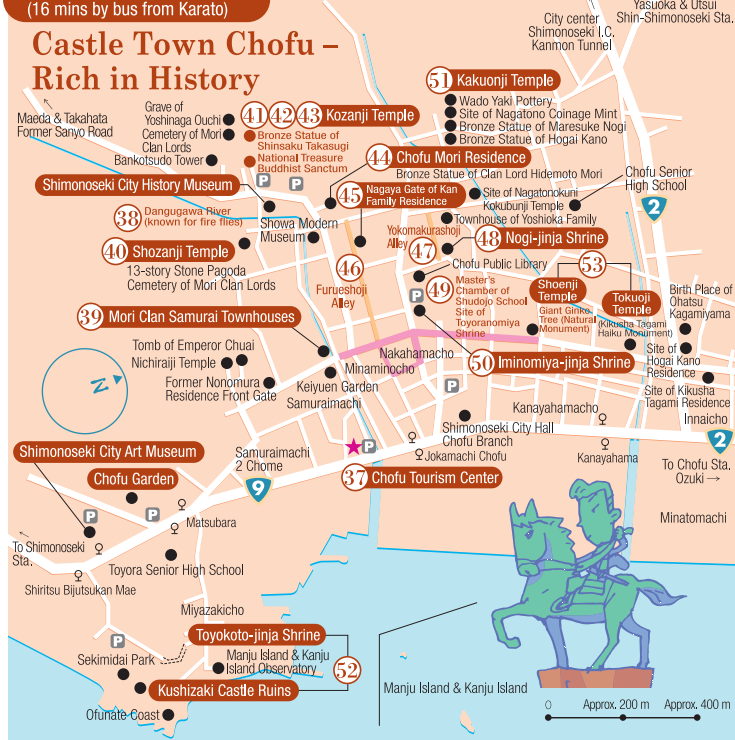 (16 mins by bus from Karato)
Castle Town Chofu –
Rich in History
City center
Shimonoseki I.C.
Kanmon Tunnel
Yasuoka & Utsui
Shin-Shimonoseki Sta.
Maeda & Takahata
Former Sanyo Road
Grave of
Yoshinaga Ouchi
Cemetery of Mori
Clan Lords
Bankotsudo Tower
41 42 43 Kozanji Temple
Bronze Statue of
Shinsaku Takasugi
National Treasure
Buddhist Sanctum
P
P
51 Kakuonji Temple
Wado Yaki Pottery
Site of Nagatono Coinage Mint
Bronze Statue of Maresuke Nogi
Bronze Statue of Hogai Kano
44 Chofu Mori Residence
Bronze Statue of Clan Lord Hidemoto Mori
Chofu Senior
High School
2
Shimonoseki City History Museum
45 Nagaya Gate of Kan
Family Residence
Site of Nagatonokuni
Kokubunji Temple
Townhouse of Yoshioka Family
38 Dangugawa River
(known for fire flies)
Showa Modern
Museum
Yokomakurashoji
Alley
47
48 Nogi-jinja Shrine
40 Shozanji Temple
13-story Stone Pagoda
Cemetery of Mori Clan Lords
46
Furueshoji
Alley
Chofu Public Library
53
49
Master's
Chamber of
Shudojo School
Site of
Toyoranomiya
Shrine
P
Shoenji
Temple
Giant Ginko
Tree (Natural
Monument)
Tokuoji
Temple
(Kikusha Tagami
Haiku Monument)
Birth Place of
Ohatsu
Kagamiyama
39 Mori Clan Samurai Townhouses
Tomb of Emperor Chuai
Nichiraiji Temple
Former Nonomura
Residence Front Gate
Nakahamacho
Minaminocho
Keiyuen Garden
Samuraimachi
50 Iminomiya-jinja Shrine
Site of
Hogai Kano
Residence
Site of Kikusha
Tagami Residence
Innaicho
N
P
Kanayahamacho
Shimonoseki City Hall
Chofu Branch
Jokamachi Chofu
Kanayahama
2
To Chofu Sta.
Ozuki →
Shimonoseki City Art Museum
Samuraimachi
2 Chome
P
37 Chofu Tourism Center
9
Chofu Garden
P
P
Matsubara
Minatomachi
To Shimonoseki
Sta.
Shiritsu Bijutsukan Mae
Toyora Senior High School
Miyazakicho
P
Toyokoto-jinja Shrine
Sekimidai Park
Manju Island & Kanju
Island Observatory
52
Kushizaki Castle Ruins
Ofunate Coast
Manju Island & Kanju Island
0 Approx. 200 m Approx. 400 m